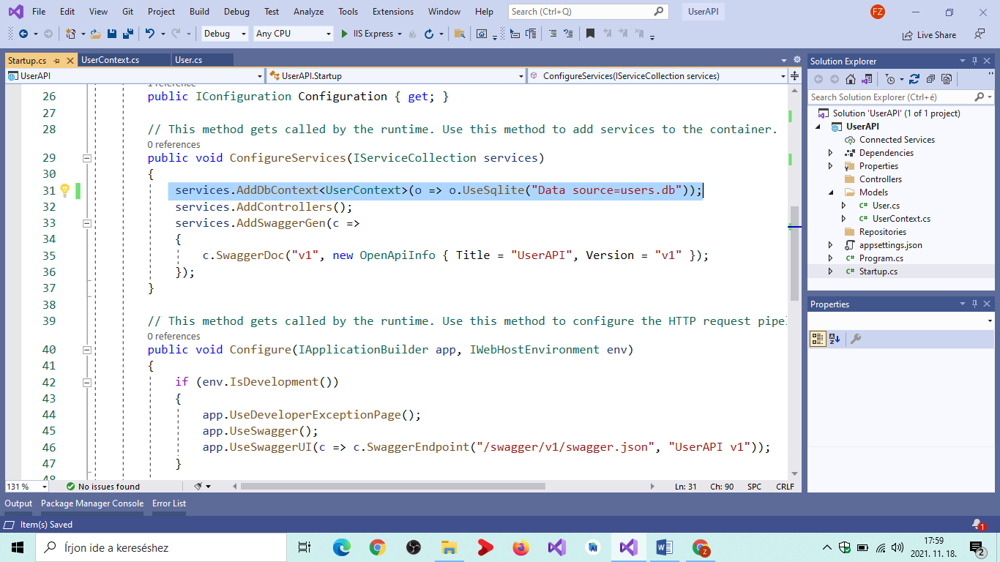 File Edit View Git Project Build Debug Test Analyze Tools Extensions Window Help Search (Ctrl+Q) UserAPI FZ
Debug Any CPU IIS Express Live Share
Startup.cs UserContext.cs User.cs
UserAPI UserAPI.Startup ConfigureServices(IServiceCollection services)
1 reference
26 public IConfiguration Configuration { get; }
27
28 // This method gets called by the runtime. Use this method to add services to the container.
0 references
29 public void ConfigureServices(IServiceCollection services)
30 {
31 services.AddDbContext<UserContext>(o => o.UseSqlite("Data source=users.db"));
32 services.AddControllers();
33 services.AddSwaggerGen(c =>
34 {
35 c.SwaggerDoc("v1", new OpenApiInfo { Title = "UserAPI", Version = "v1" });
36 });
37 }
38
39 // This method gets called by the runtime. Use this method to configure the HTTP request pipel
0 references
40 public void Configure(IApplicationBuilder app, IWebHostEnvironment env)
41 {
42 if (env.IsDevelopment())
43 {
44 app.UseDeveloperExceptionPage();
45 app.UseSwagger();
46 app.UseSwaggerUI(c => c.SwaggerEndpoint("/swagger/v1/swagger.json", "UserAPI v1"));
47 }
48
131 % No issues found Ln: 31 Ch: 90 SPC CRLF
Solution Explorer
Search Solution Explorer (Ctrl+é)
Solution 'UserAPI' (1 of 1 project)
UserAPI
Connected Services
Dependencies
Properties
Controllers
Models
C# User.cs
C# UserContext.cs
Repositories
appsettings.json
C# Program.cs
C# Startup.cs
Properties
Output Package Manager Console Error List
Item(s) Saved 1
Írjon ide a kereséshez Z 17:59
2021. 11. 18. 2